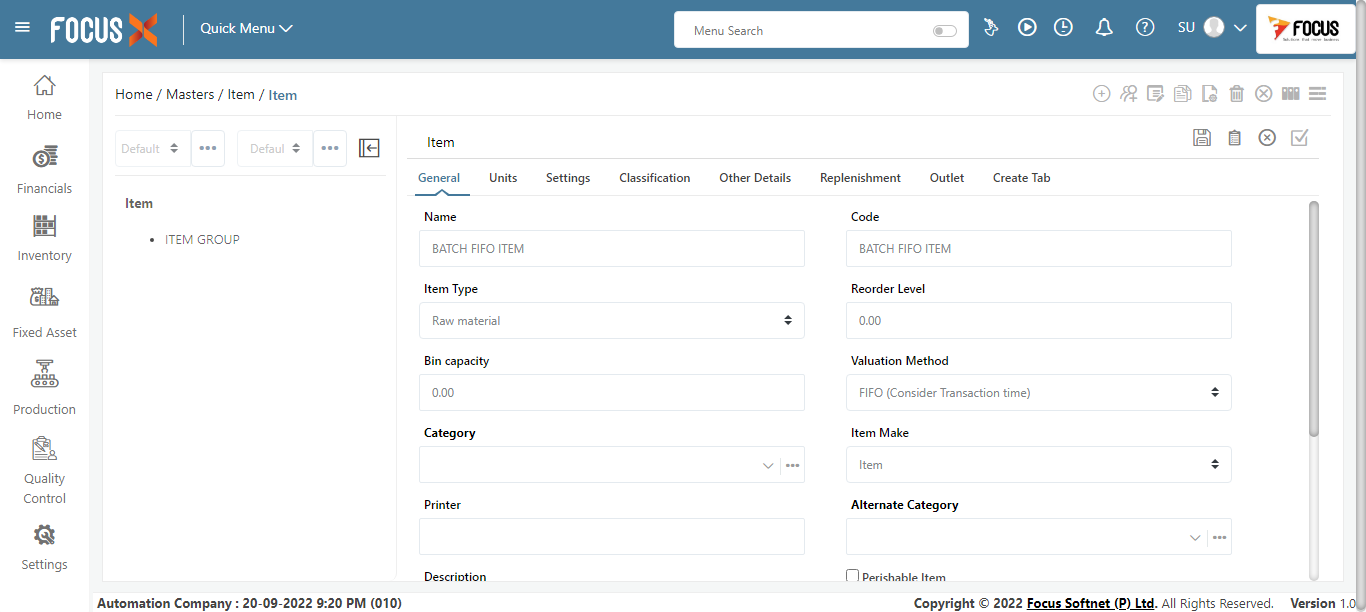 FOCUS X
Quick Menu
Menu Search
SU
FOCUS
Home
Financials
Inventory
Fixed Asset
Production
Quality
Control
Settings
Home / Masters / Item / Item
Default
Defaul
Item
ITEM GROUP
Item
General Units Settings Classification Other Details Replenishment Outlet Create Tab
Name
BATCH FIFO ITEM
Code
BATCH FIFO ITEM
Item Type
Raw material
Reorder Level
0.00
Bin capacity
0.00
Valuation Method
FIFO (Consider Transaction time)
Category
Item Make
Item
Printer
Alternate Category
Description
Perishable Item
Automation Company : 20-09-2022 9:20 PM (010)
Copyright © 2022 Focus Softnet (P) Ltd. All Rights Reserved. Version 1.0